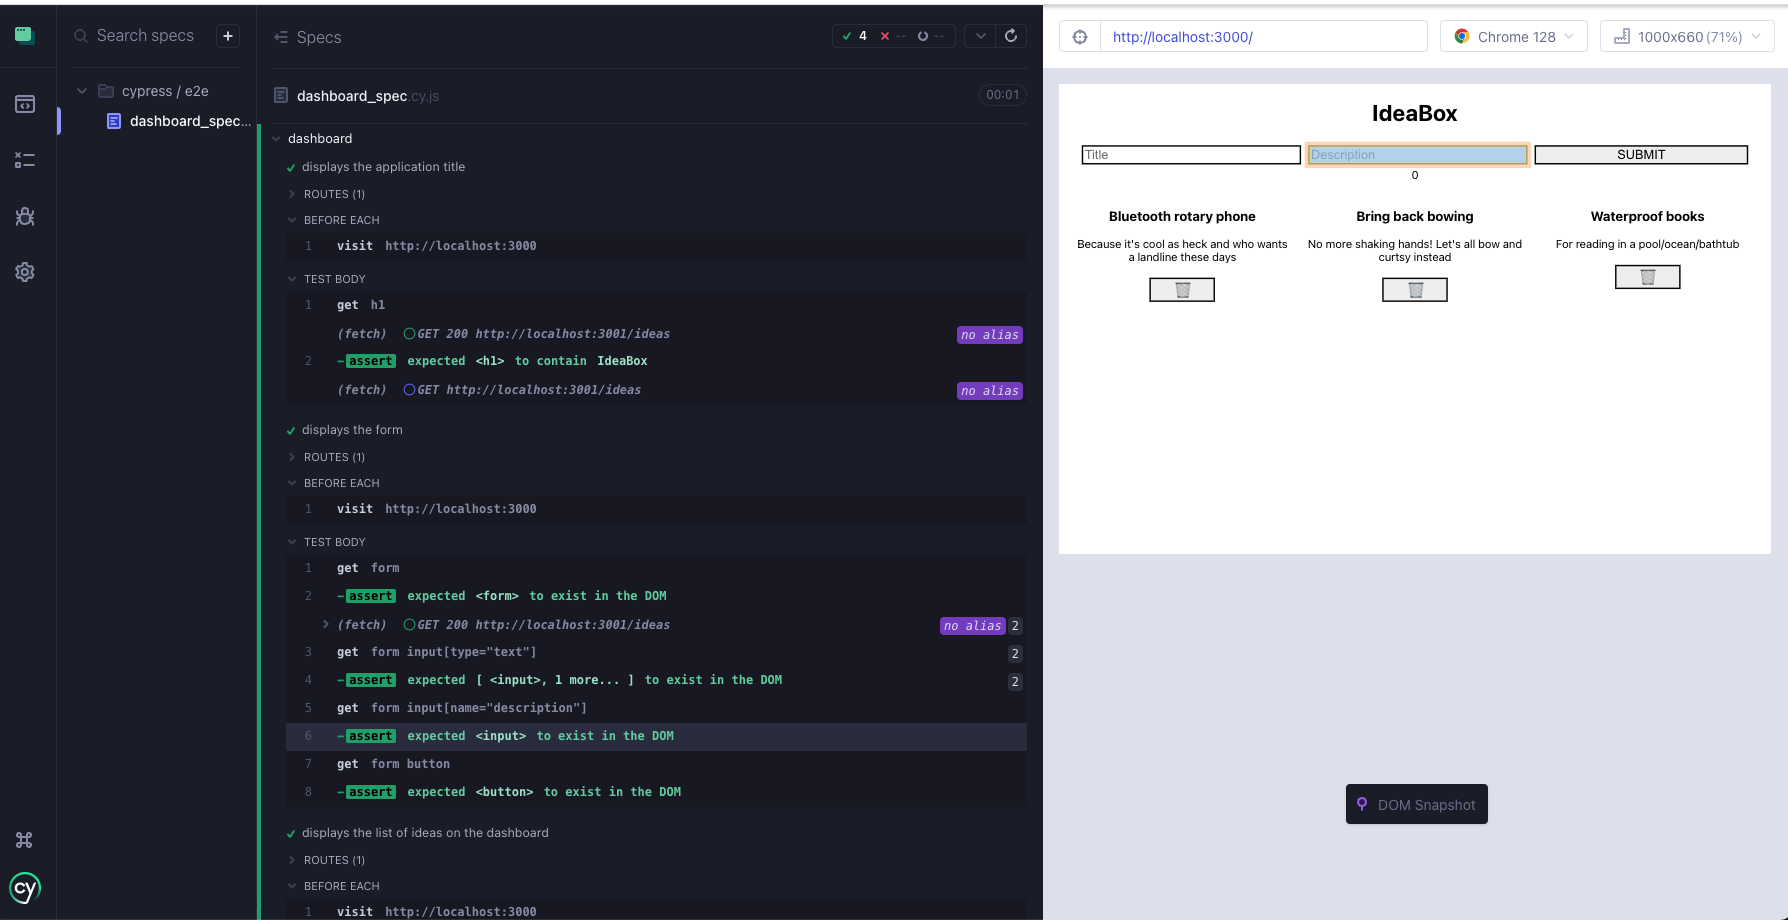 Search specs
+
cypress / e2e
dashboard_spec...
Specs
4 -- --
dashboard_spec.cy.js
00:01
dashboard
displays the application title
ROUTES (1)
BEFORE EACH
1 visit http://localhost:3000
TEST BODY
1 get h1
(fetch) GET 200 http://localhost:3001/ideas no alias
2 -assert expected <h1> to contain IdeaBox
(fetch) GET http://localhost:3001/ideas no alias
displays the form
ROUTES (1)
BEFORE EACH
1 visit http://localhost:3000
TEST BODY
1 get form
2 -assert expected <form> to exist in the DOM
(fetch) GET 200 http://localhost:3001/ideas no alias 2
3 get form input[type="text"] 2
4 -assert expected [ <input>, 1 more... ] to exist in the DOM 2
5 get form input[name="description"]
6 -assert expected <input> to exist in the DOM
7 get form button
8 -assert expected <button> to exist in the DOM
displays the list of ideas on the dashboard
ROUTES (1)
BEFORE EACH
1 visit http://localhost:3000
cy
http://localhost:3000/
Chrome 128
1000x660 (71%)
IdeaBox
Title
Description
SUBMIT
0
Bluetooth rotary phone
Because it's cool as heck and who wants
a landline these days
Bring back bowing
No more shaking hands! Let's all bow and
curtsy instead
Waterproof books
For reading in a pool/ocean/bathtub
DOM Snapshot